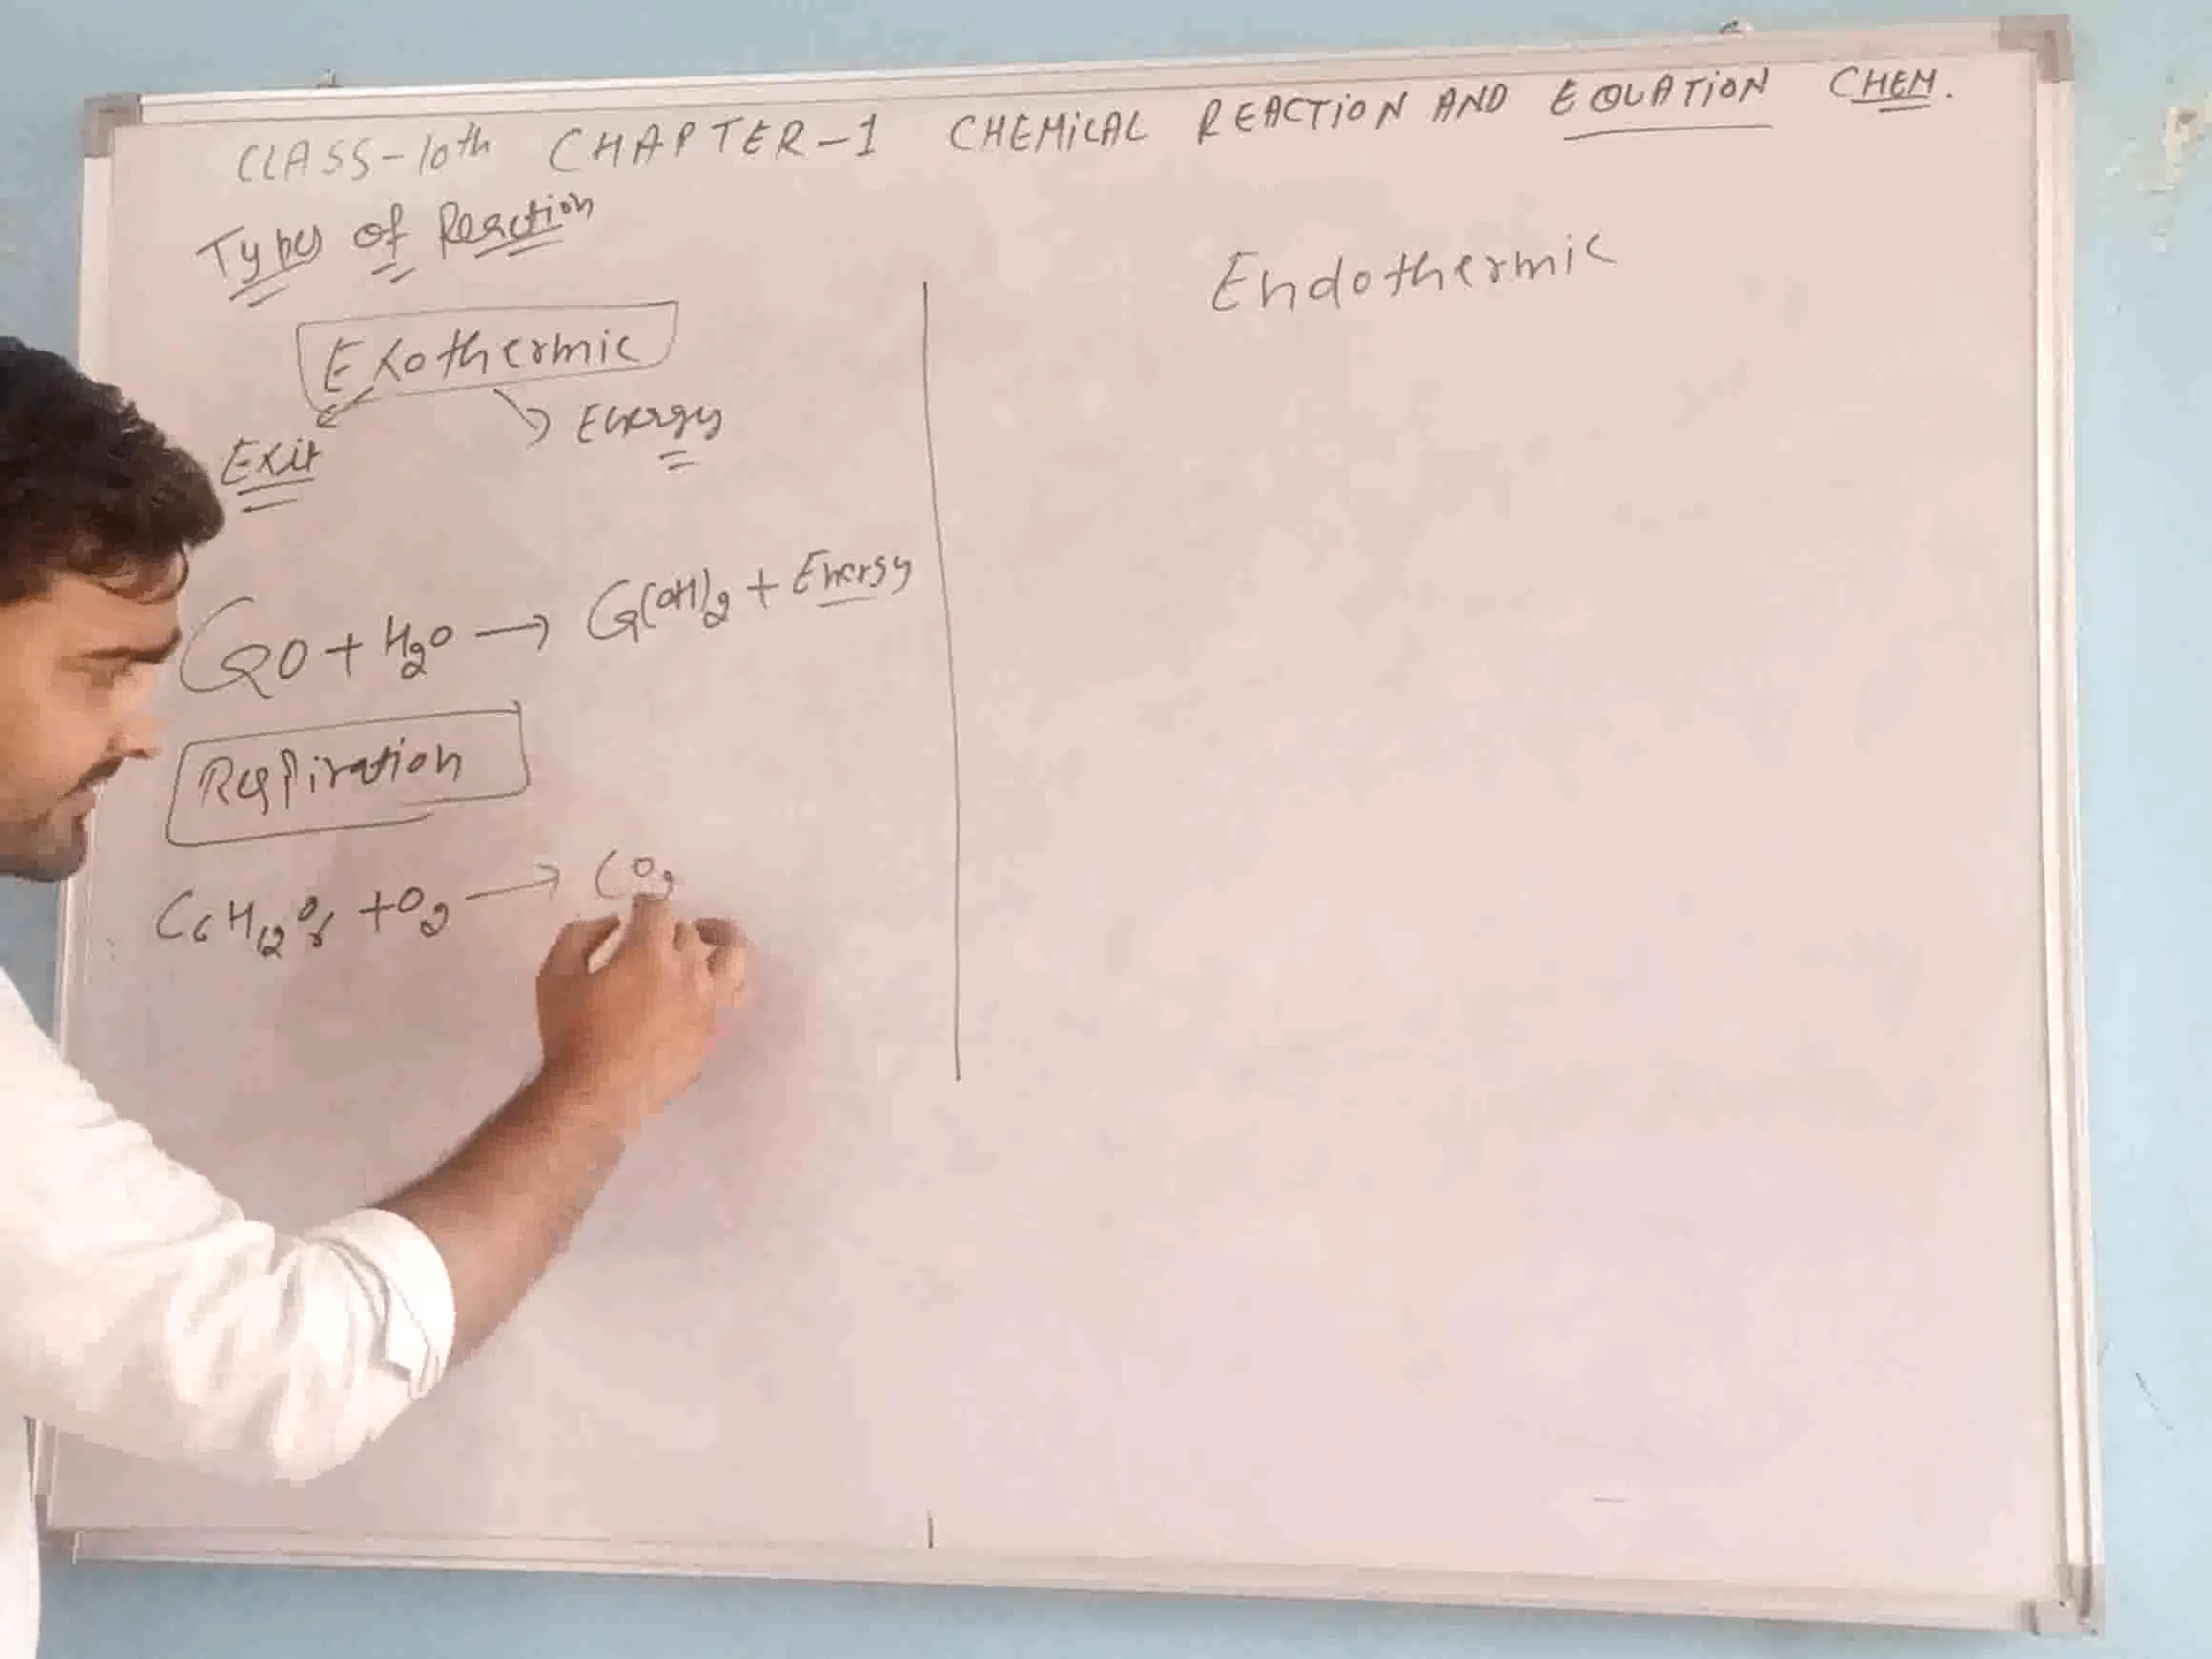 CLASS-10th CHAPTER-1 CHEMICAL REACTION AND EQUATION CHEM.
Types of Reaction
Exothermic
Endothermic
Exit
Energy
CaO + H2O → Ca(OH)2 + Energy
Respiration
C6H12O6 + O2 → CO2